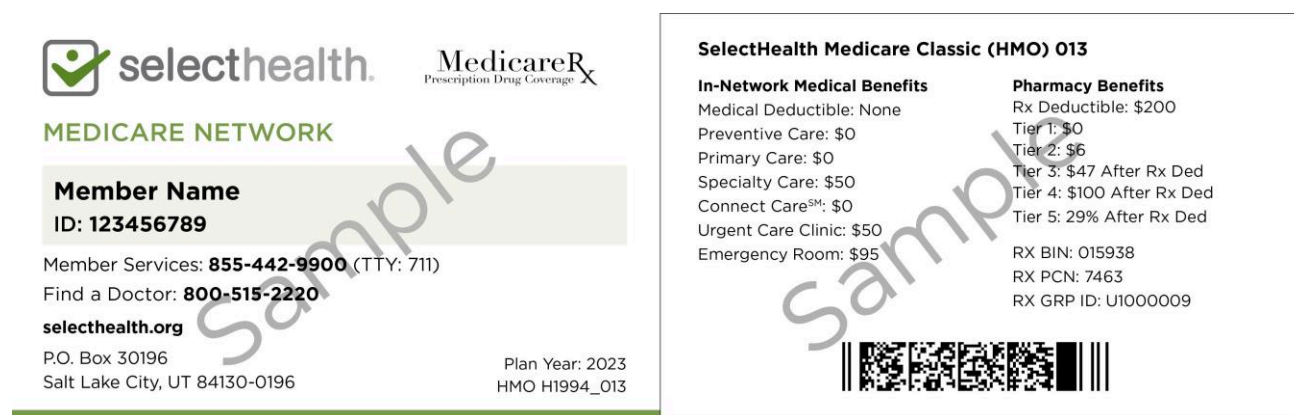 selecthealth.
MedicareRx
Prescription Drug Coverage
MEDICARE NETWORK
Member Name
ID: 123456789
Member Services: 855-442-9900 (TTY: 711)
Find a Doctor: 800-515-2220
selecthealth.org
P.O. Box 30196
Salt Lake City, UT 84130-0196
Plan Year: 2023
HMO H1994_013
Sample
SelectHealth Medicare Classic (HMO) 013
In-Network Medical Benefits
Medical Deductible: None
Preventive Care: $0
Primary Care: $0
Specialty Care: $50
Connect Care℠: $0
Urgent Care Clinic: $50
Emergency Room: $95
Pharmacy Benefits
Rx Deductible: $200
Tier 1: $0
Tier 2: $6
Tier 3: $47 After Rx Ded
Tier 4: $100 After Rx Ded
Tier 5: 29% After Rx Ded
RX BIN: 015938
RX PCN: 7463
RX GRP ID: U1000009
Sample